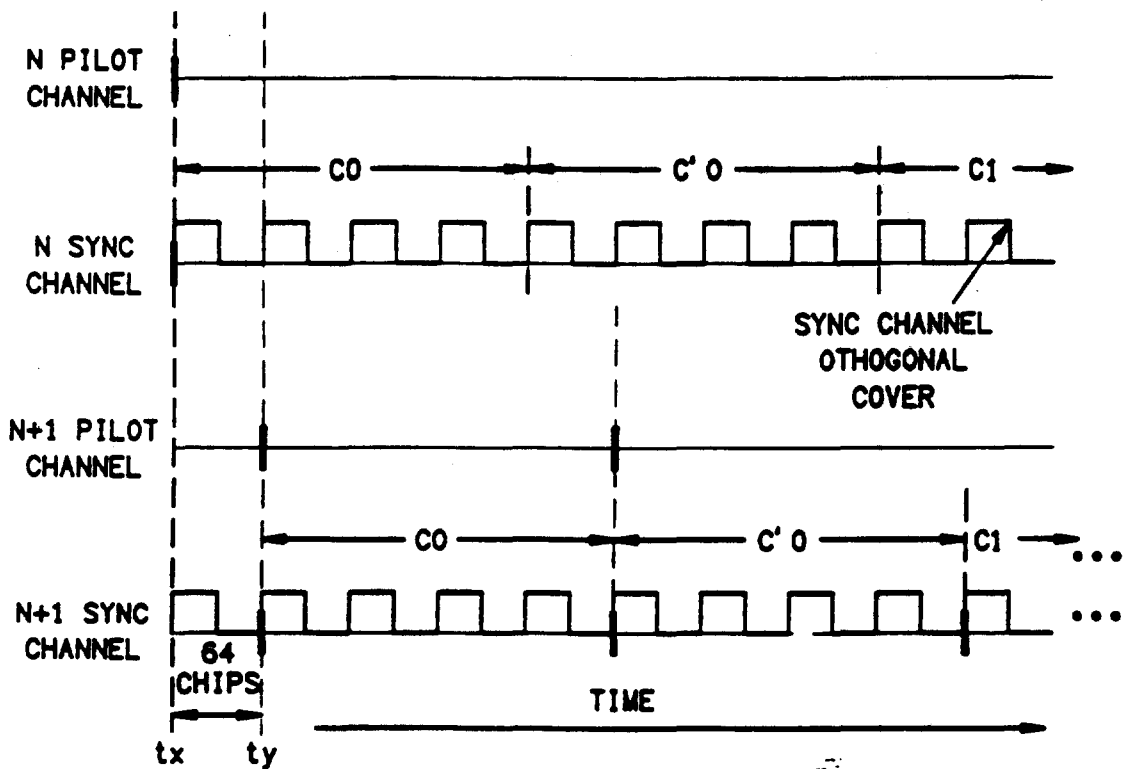 N PILOT
CHANNEL
C0
C'0
C1
N SYNC
CHANNEL
SYNC CHANNEL
OTHOGONAL
COVER
N+1 PILOT
CHANNEL
C0
C'0
C1
•••
N+1 SYNC
CHANNEL
•••
64
CHIPS
TIME
tx
ty